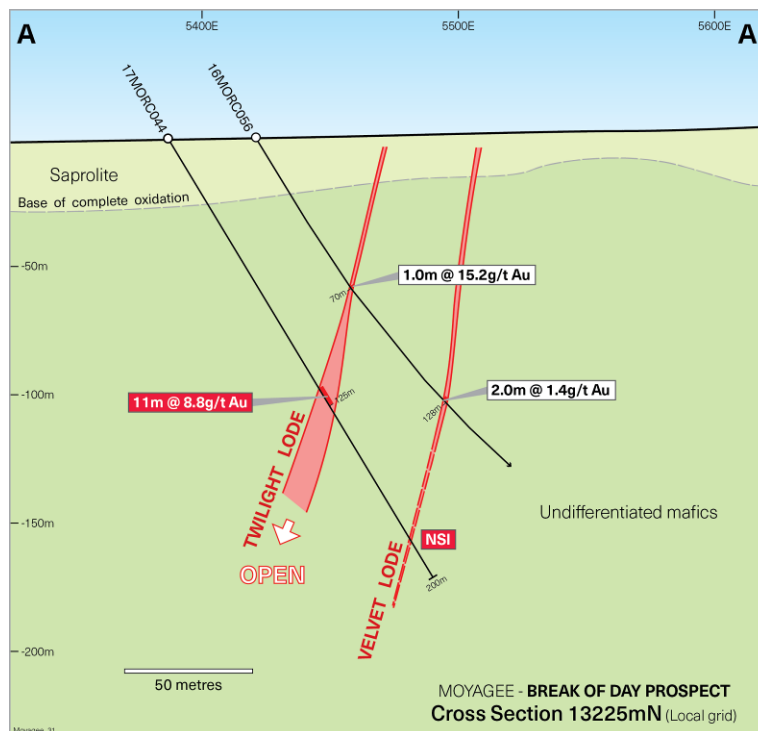 A
5400E
5500E
5600E
A
17MORC044
16MORC056
Saprolite
Base of complete oxidation
-50m
1.0m @ 15.2g/t Au
70m
-100m
11m @ 8.8g/t Au
125m
2.0m @ 1.4g/t Au
128m
TWILIGHT LODE
-150m
OPEN
Undifferentiated mafics
NSI
VELVET LODE
200m
-200m
50 metres
MOYAGEE - BREAK OF DAY PROSPECT
Cross Section 13225mN (Local grid)